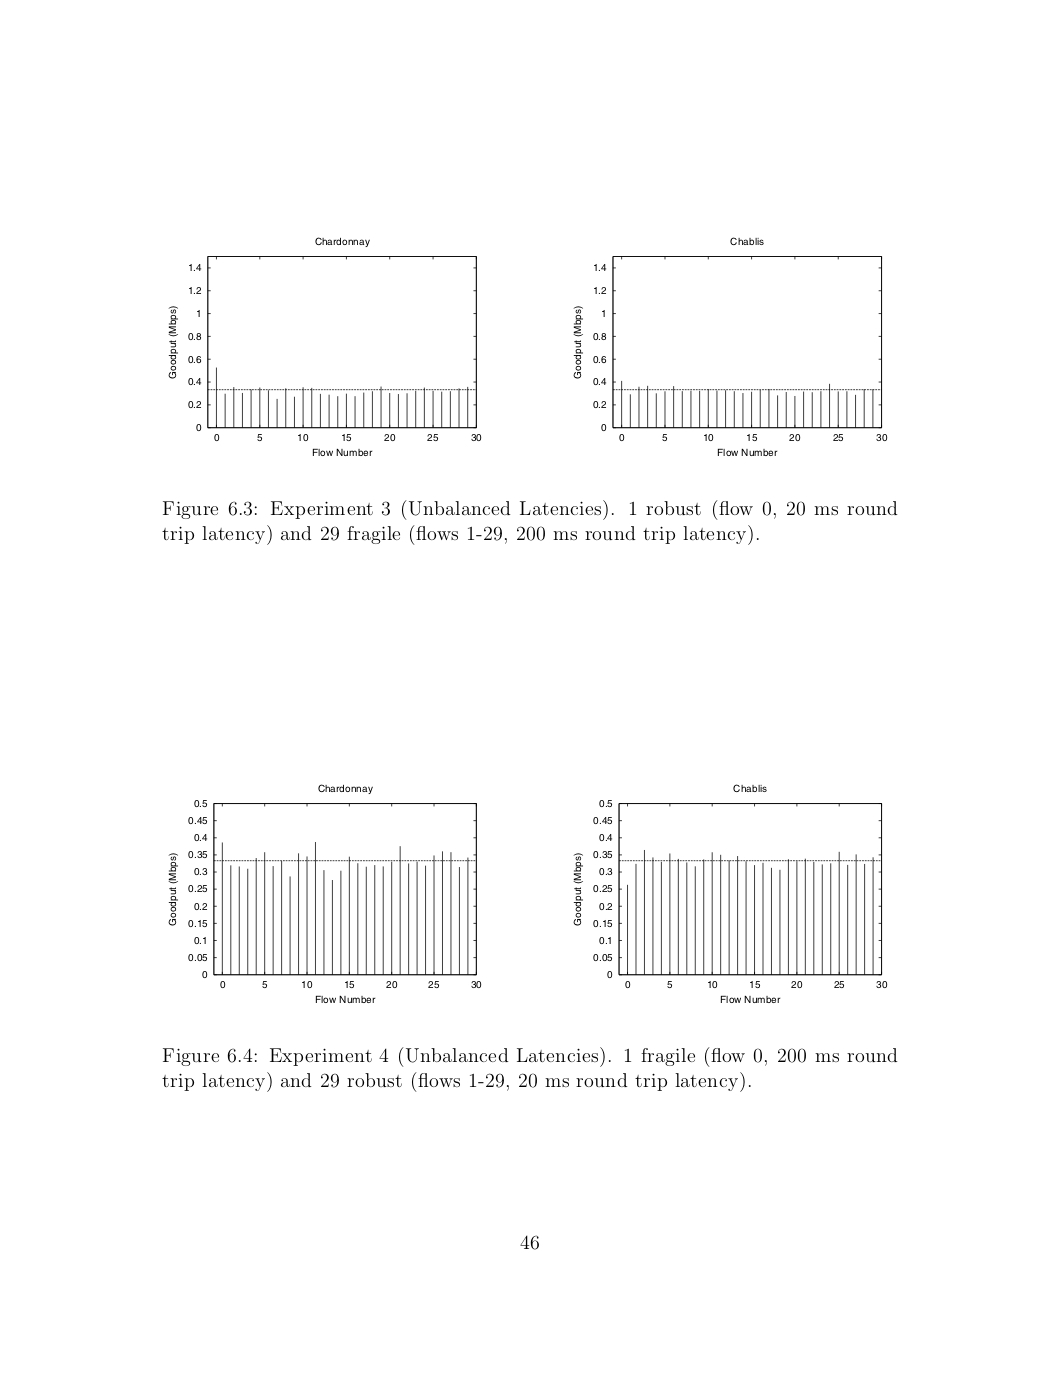 Chardonnay
1.4
1.2
1
0.8
0.6
0.4
0.2
0
Goodput (Mbps)
0 5 10 15 20 25 30
Flow Number
Chablis
1.4
1.2
1
0.8
0.6
0.4
0.2
0
Goodput (Mbps)
0 5 10 15 20 25 30
Flow Number
Figure 6.3: Experiment 3 (Unbalanced Latencies). 1 robust (flow 0, 20 ms round
trip latency) and 29 fragile (flows 1-29, 200 ms round trip latency).
Chardonnay
0.5
0.45
0.4
0.35
0.3
0.25
0.2
0.15
0.1
0.05
0
Goodput (Mbps)
0 5 10 15 20 25 30
Flow Number
Chablis
0.5
0.45
0.4
0.35
0.3
0.25
0.2
0.15
0.1
0.05
0
Goodput (Mbps)
0 5 10 15 20 25 30
Flow Number
Figure 6.4: Experiment 4 (Unbalanced Latencies). 1 fragile (flow 0, 200 ms round
trip latency) and 29 robust (flows 1-29, 20 ms round trip latency).
46